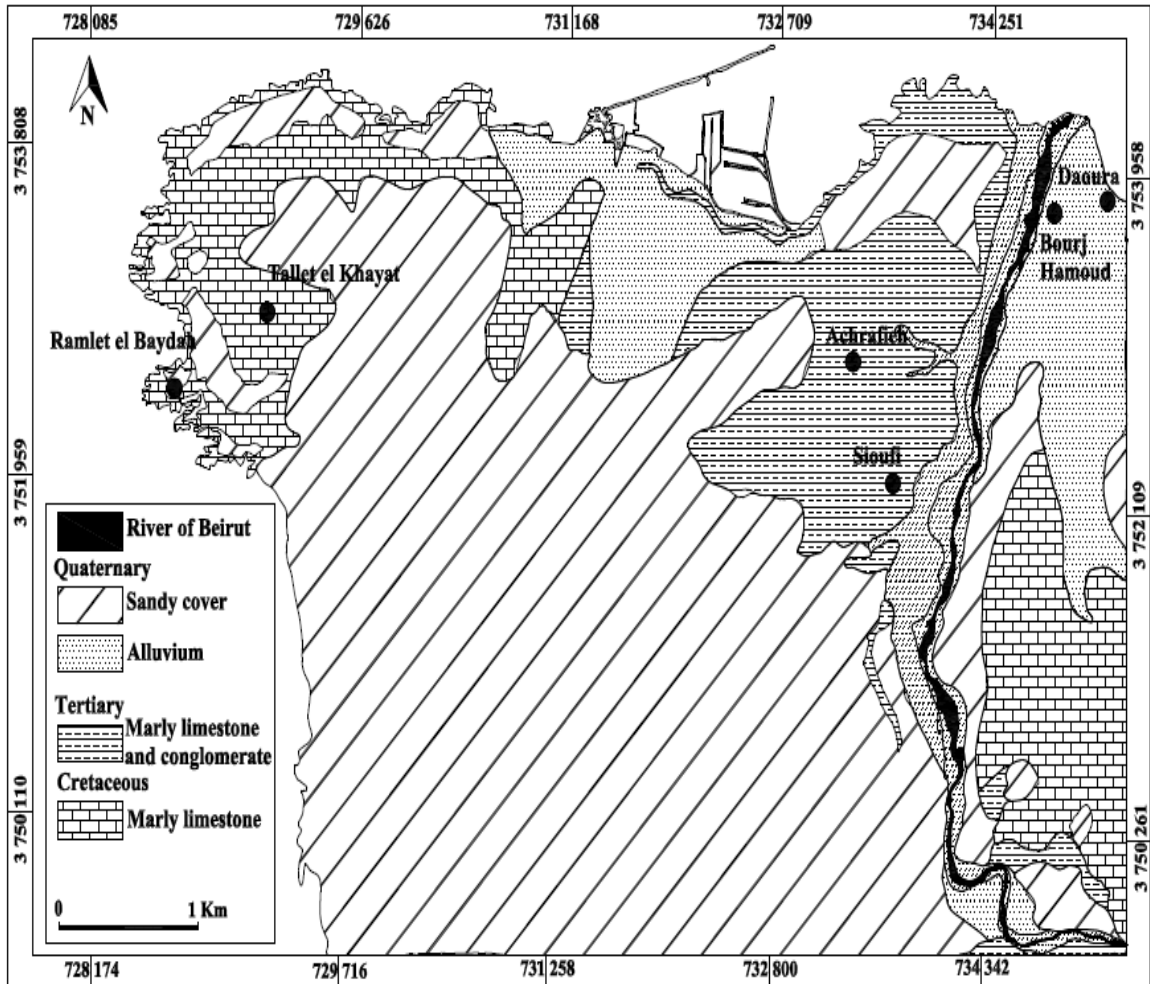 728 085
729 626
731 168
732 709
734 251
N
3 753 808
3 753 958
Daoura
Bourj
Hamoud
Tallet el Khayat
Ramlet el Baydah
Achrafieh
Sioufi
3 751 959
3 752 109
River of Beirut
Quaternary
Sandy cover
Alluvium
Tertiary
Marly limestone
and conglomerate
Cretaceous
Marly limestone
3 750 110
3 750 261
0 1 Km
728 174
729 716
731 258
732 800
734 342